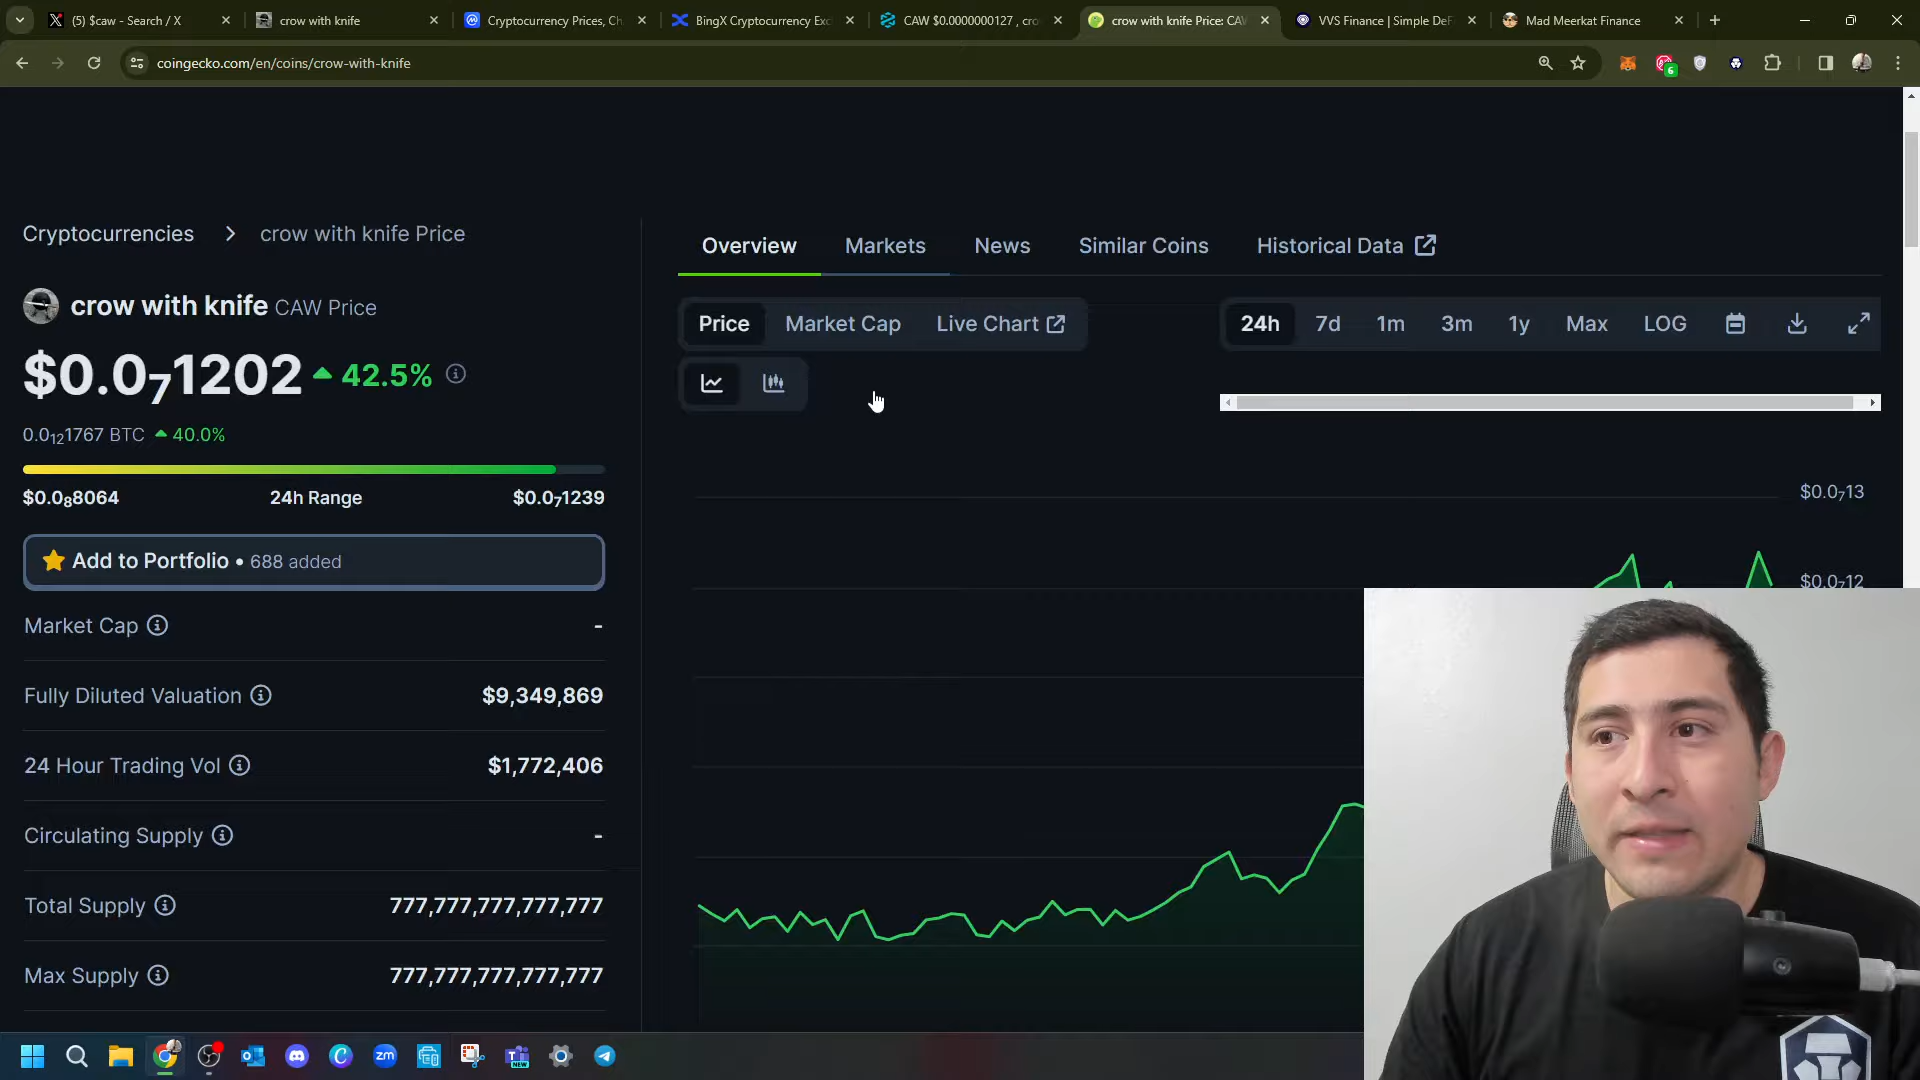 (5) $caw - Search / X
crow with knife
Cryptocurrency Prices, Ch
BingX Cryptocurrency Exc
CAW $0.0000000127 , cro
crow with knife Price: CAW
VVS Finance | Simple DeF
Mad Meerkat Finance
coingecko.com/en/coins/crow-with-knife
6
Cryptocurrencies > crow with knife Price
Overview
Markets
News
Similar Coins
Historical Data
crow with knife CAW Price
$0.0₇1202 42.5%
0.0₁₂1767 BTC 40.0%
$0.0₈8064 24h Range $0.0₇1239
Add to Portfolio • 688 added
Market Cap -
Fully Diluted Valuation $9,349,869
24 Hour Trading Vol $1,772,406
Circulating Supply -
Total Supply 777,777,777,777,777
Max Supply 777,777,777,777,777
Price Market Cap Live Chart
24h 7d 1m 3m 1y Max LOG
$0.0₇13
$0.0₇12
zm
NEW